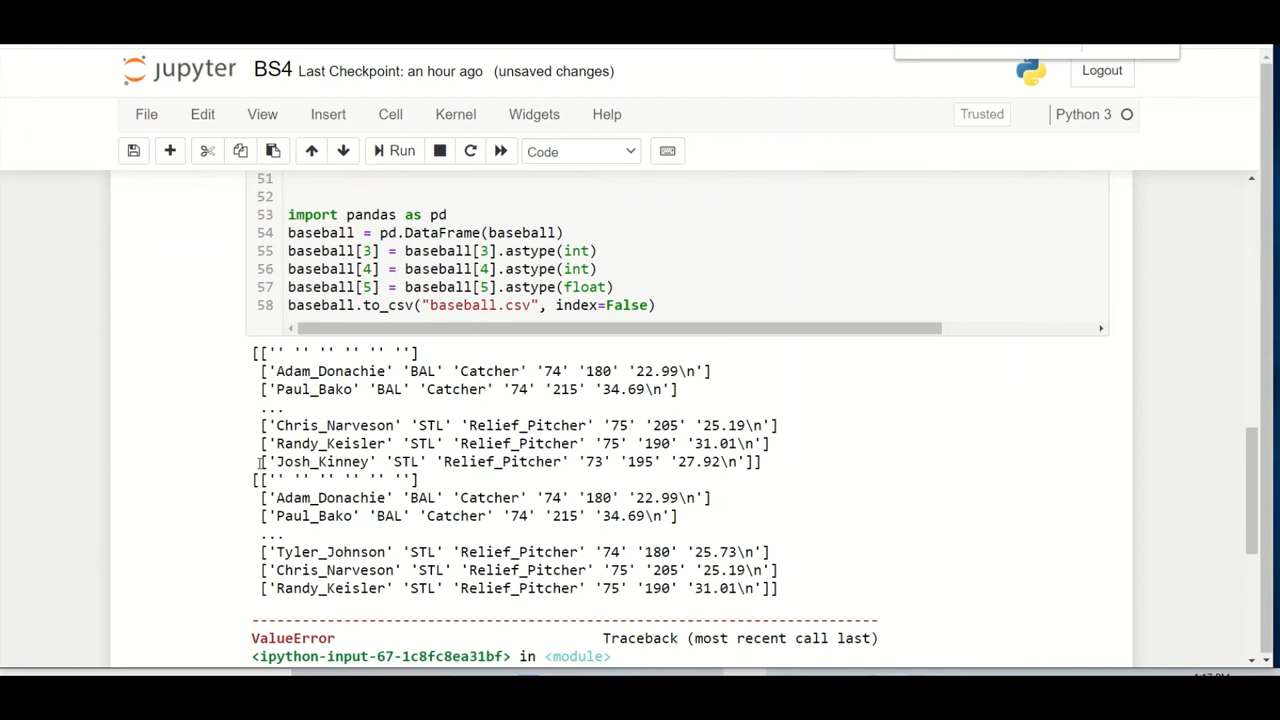 jupyter BS4 Last Checkpoint: an hour ago (unsaved changes) Logout
File Edit View Insert Cell Kernel Widgets Help Trusted Python 3
Run Code
51
52
53 import pandas as pd
54 baseball = pd.DataFrame(baseball)
55 baseball[3] = baseball[3].astype(int)
56 baseball[4] = baseball[4].astype(int)
57 baseball[5] = baseball[5].astype(float)
58 baseball.to_csv("baseball.csv", index=False)
[['' '' '' '' '' '']
['Adam_Donachie' 'BAL' 'Catcher' '74' '180' '22.99\n']
['Paul_Bako' 'BAL' 'Catcher' '74' '215' '34.69\n']
...
['Chris_Narveson' 'STL' 'Relief_Pitcher' '75' '205' '25.19\n']
['Randy_Keisler' 'STL' 'Relief_Pitcher' '75' '190' '31.01\n']
['Josh_Kinney' 'STL' 'Relief_Pitcher' '73' '195' '27.92\n']]
[['' '' '' '' '' '']
['Adam_Donachie' 'BAL' 'Catcher' '74' '180' '22.99\n']
['Paul_Bako' 'BAL' 'Catcher' '74' '215' '34.69\n']
...
['Tyler_Johnson' 'STL' 'Relief_Pitcher' '74' '180' '25.73\n']
['Chris_Narveson' 'STL' 'Relief_Pitcher' '75' '205' '25.19\n']
['Randy_Keisler' 'STL' 'Relief_Pitcher' '75' '190' '31.01\n']]
---------------------------------------------------------------------------
ValueError Traceback (most recent call last)
<ipython-input-67-1c8fc8ea31bf> in <module>